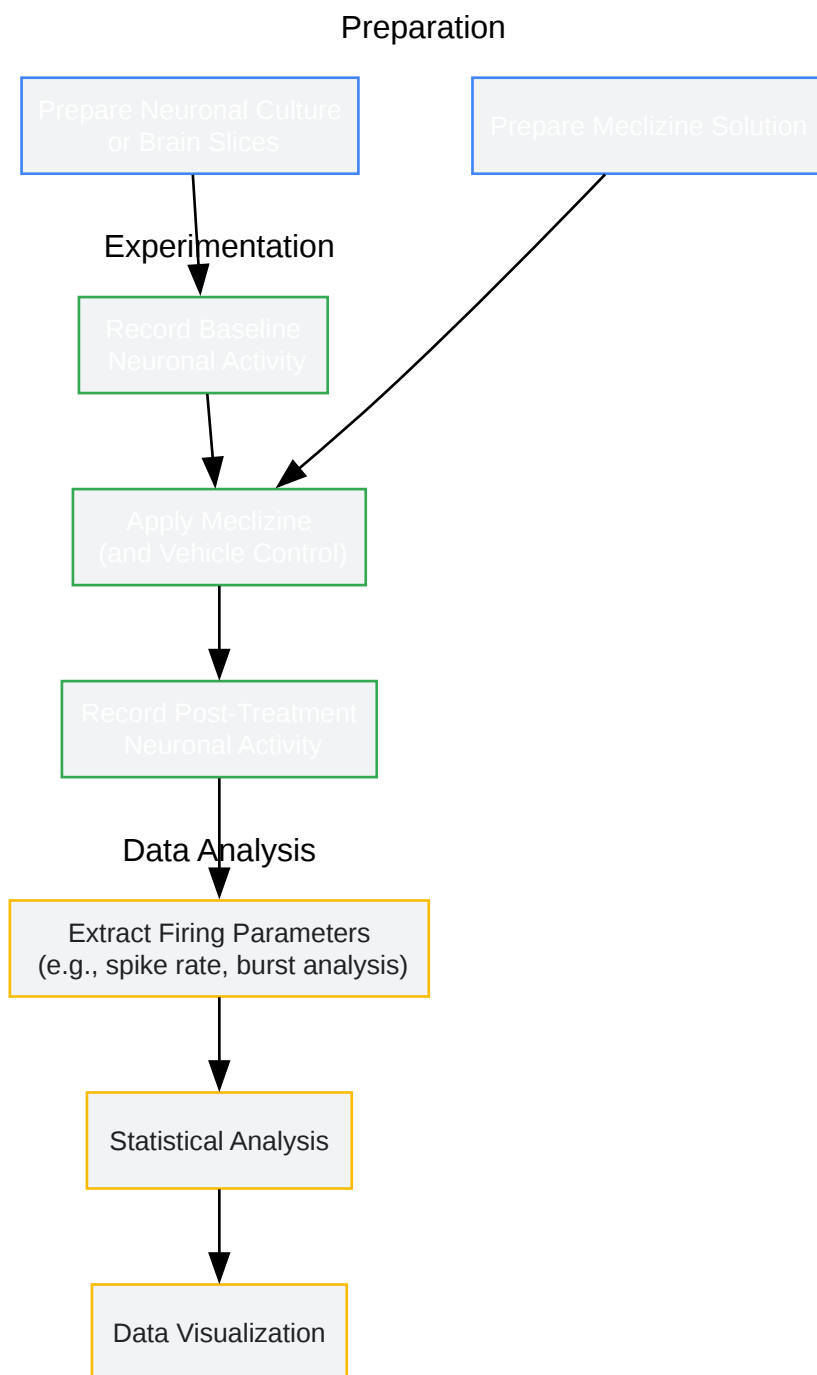 Preparation
Prepare Neuronal Culture
or Brain Slices
Prepare Meclizine Solution
Experimentation
Record Baseline
Neuronal Activity
Apply Meclizine
(and Vehicle Control)
Record Post-Treatment
Neuronal Activity
Data Analysis
Extract Firing Parameters
(e.g., spike rate, burst analysis)
Statistical Analysis
Data Visualization